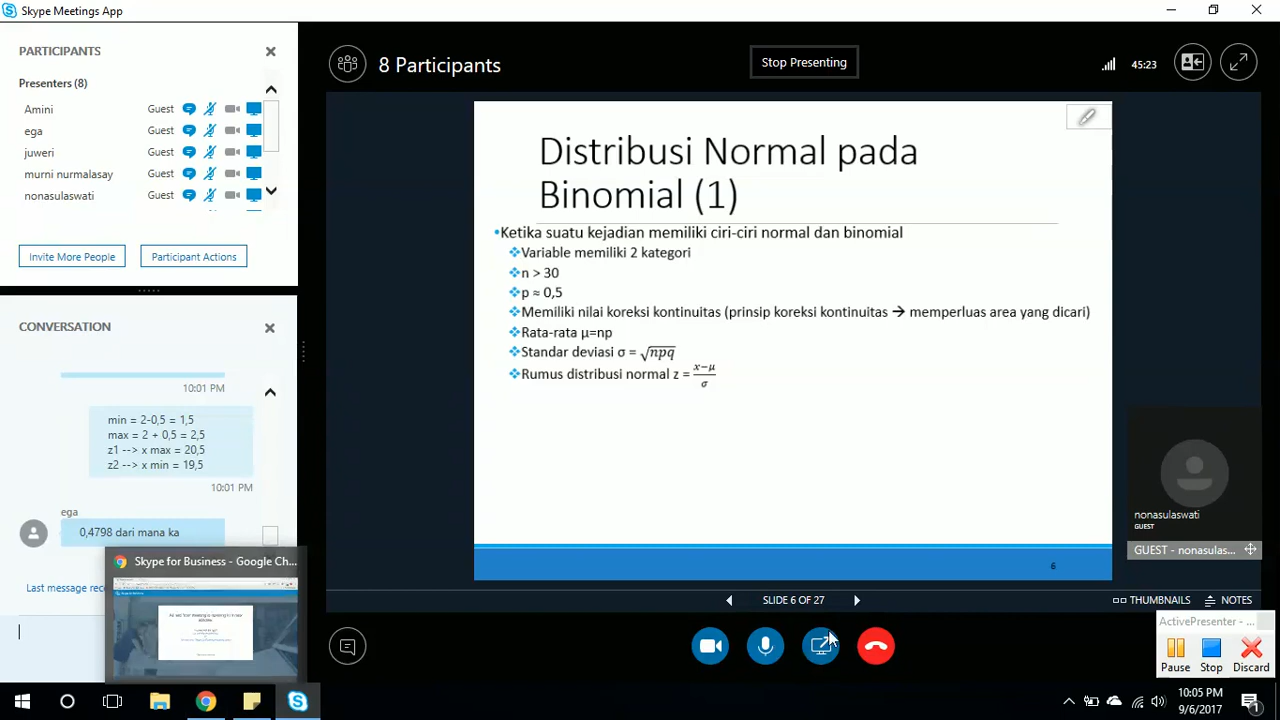 Skype Meetings App
PARTICIPANTS
Presenters (8)
Amini Guest
ega Guest
juweri Guest
murni nurmalasay Guest
nonasulaswati Guest
Invite More People
Participant Actions
CONVERSATION
10:01 PM
min = 2-0,5 = 1,5
max = 2 + 0,5 = 2,5
z1 --> x max = 20,5
z2 --> x min = 19,5
10:01 PM
ega
0,4798 dari mana ka
Last message rece
Skype for Business - Google Ch...
8 Participants
Stop Presenting
45:23
Distribusi Normal pada
Binomial (1)
•Ketika suatu kejadian memiliki ciri-ciri normal dan binomial
❖Variable memiliki 2 kategori
❖n > 30
❖p ≈ 0,5
❖Memiliki nilai koreksi kontinuitas (prinsip koreksi kontinuitas → memperluas area yang dicari)
❖Rata-rata µ=np
❖Standar deviasi σ = √npq
❖Rumus distribusi normal z = (x−μ)/σ
6
nonasulaswati
GUEST
GUEST - nonasulas...
SLIDE 6 OF 27
THUMBNAILS
NOTES
ActivePresenter - ...
Pause Stop Discard
10:05 PM
9/6/2017
1